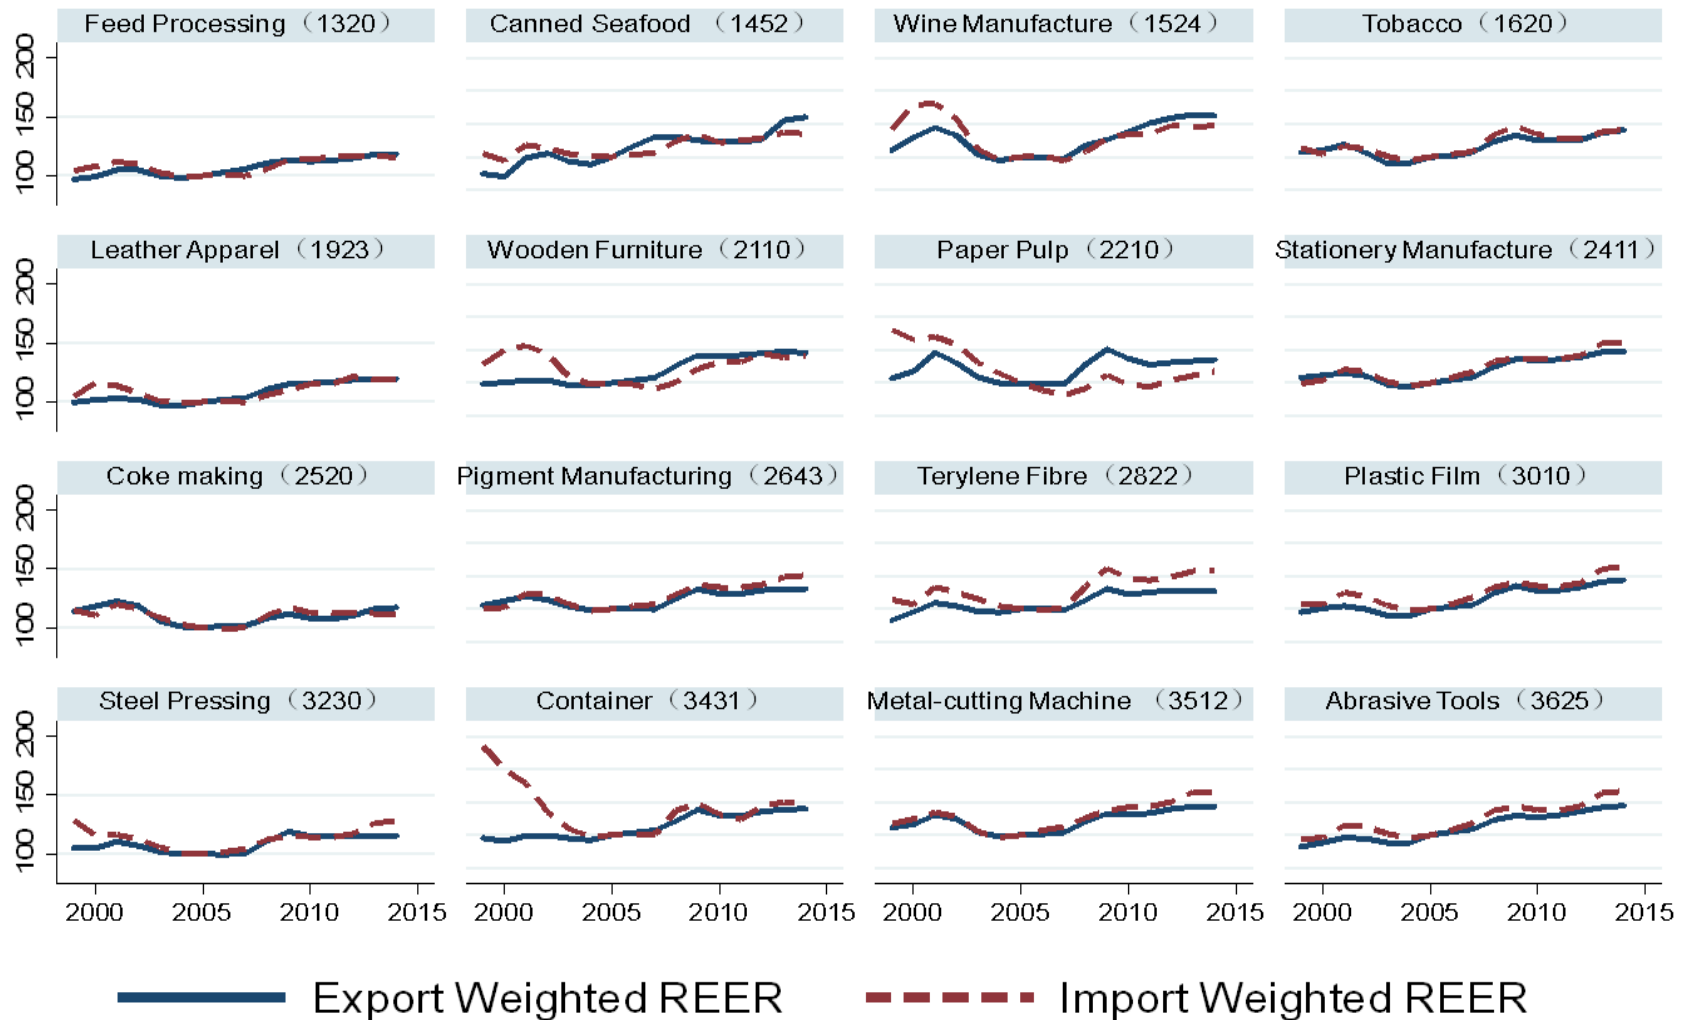 Feed Processing （1320）
Canned Seafood （1452）
Wine Manufacture （1524）
Tobacco （1620）
200
150
100
Leather Apparel （1923）
Wooden Furniture （2110）
Paper Pulp （2210）
Stationery Manufacture （2411）
200
150
100
Coke making （2520）
Pigment Manufacturing （2643）
Terylene Fibre （2822）
Plastic Film （3010）
200
150
100
Steel Pressing （3230）
Container （3431）
Metal-cutting Machine （3512）
Abrasive Tools （3625）
200
150
100
2000 2005 2010 2015
2000 2005 2010 2015
2000 2005 2010 2015
2000 2005 2010 2015
Export Weighted REER
Import Weighted REER